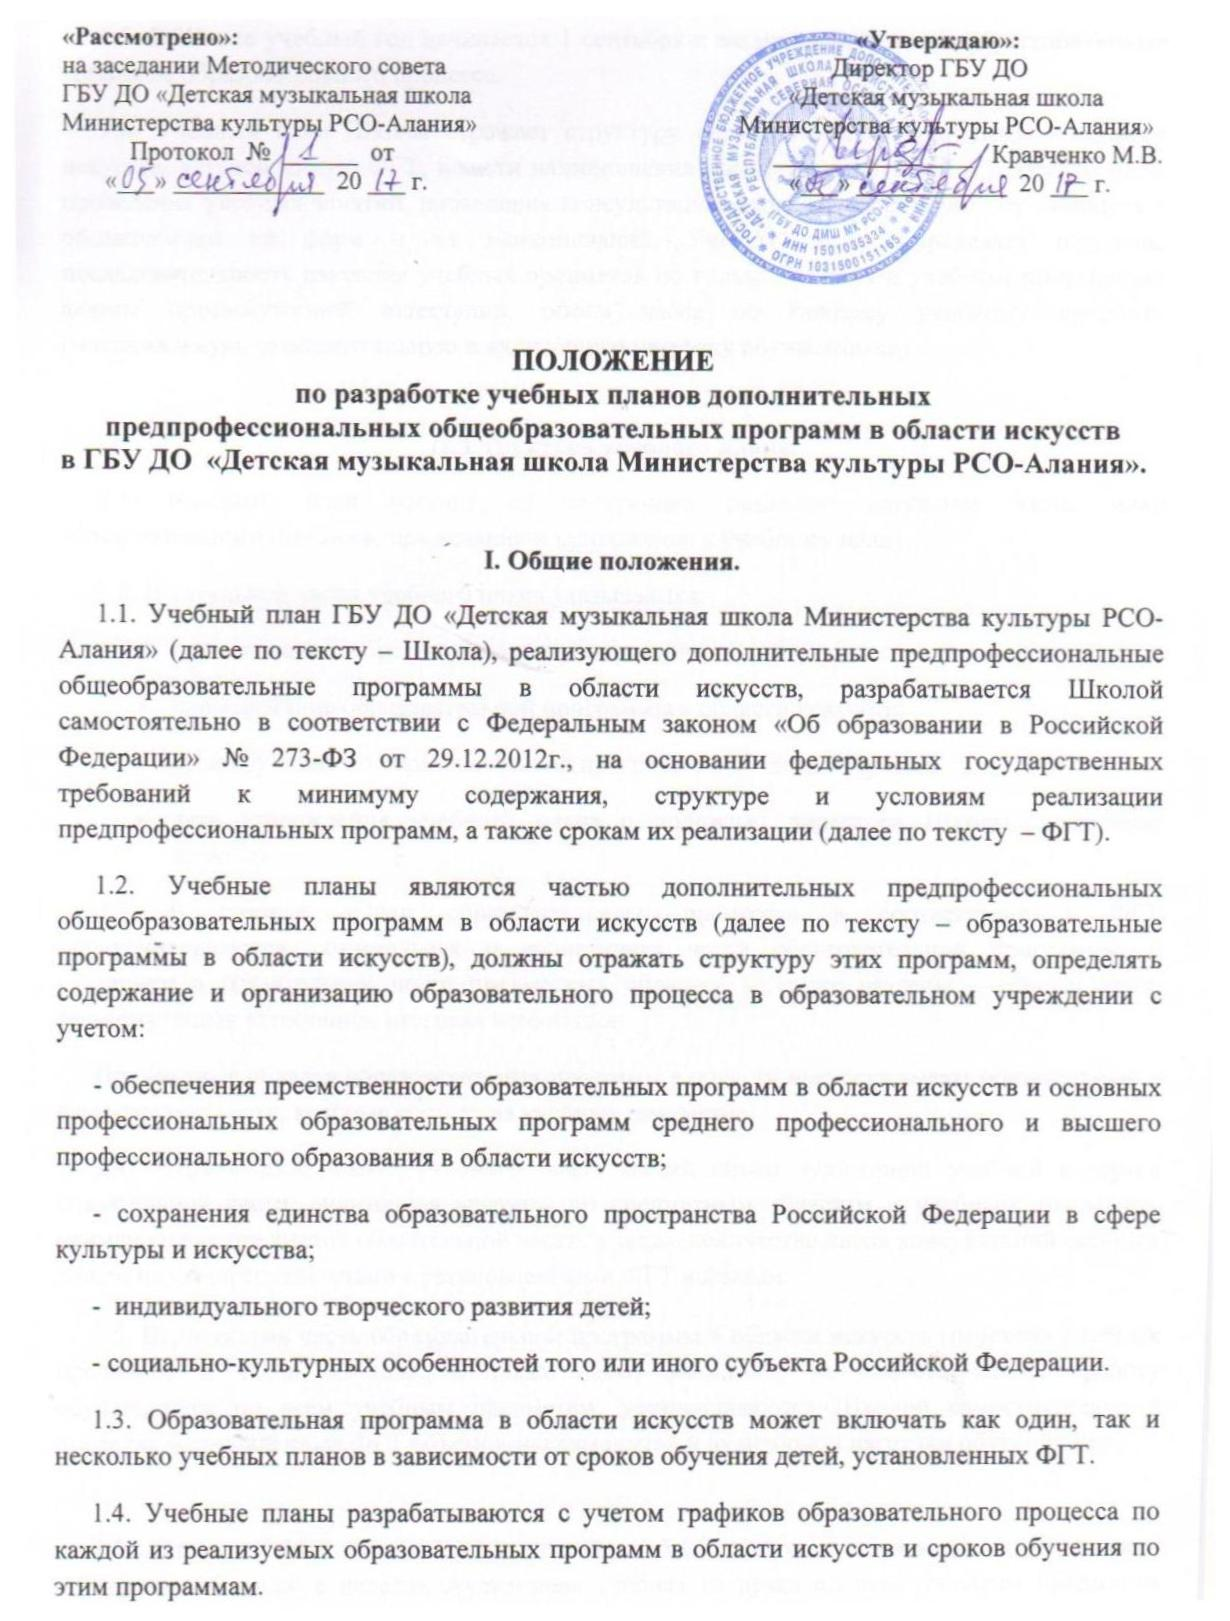 «Рассмотрено»:
на заседании Методического совета
ГБУ ДО «Детская музыкальная школа
Министерства культуры РСО-Алания»
Протокол № 1 от
«05» сентября 2017 г.
«Утверждаю»:
Директор ГБУ ДО
«Детская музыкальная школа
Министерства культуры РСО-Алания»
Кравченко М.В.
« » сентября 2017 г.
ИНН 1501035334
ОГРН 1031500151165
ПОЛОЖЕНИЕ
по разработке учебных планов дополнительных
предпрофессиональных общеобразовательных программ в области искусств
в ГБУ ДО «Детская музыкальная школа Министерства культуры РСО-Алания».
I. Общие положения.
1.1. Учебный план ГБУ ДО «Детская музыкальная школа Министерства культуры РСО-
Алания» (далее по тексту – Школа), реализующего дополнительные предпрофессиональные
общеобразовательные программы в области искусств, разрабатывается Школой
самостоятельно в соответствии с Федеральным законом «Об образовании в Российской
Федерации» № 273-ФЗ от 29.12.2012г., на основании федеральных государственных
требований к минимуму содержания, структуре и условиям реализации
предпрофессиональных программ, а также срокам их реализации (далее по тексту – ФГТ).
1.2. Учебные планы являются частью дополнительных предпрофессиональных
общеобразовательных программ в области искусств (далее по тексту – образовательные
программы в области искусств), должны отражать структуру этих программ, определять
содержание и организацию образовательного процесса в образовательном учреждении с
учетом:
- обеспечения преемственности образовательных программ в области искусств и основных
профессиональных образовательных программ среднего профессионального и высшего
профессионального образования в области искусств;
- сохранения единства образовательного пространства Российской Федерации в сфере
культуры и искусства;
- индивидуального творческого развития детей;
- социально-культурных особенностей того или иного субъекта Российской Федерации.
1.3. Образовательная программа в области искусств может включать как один, так и
несколько учебных планов в зависимости от сроков обучения детей, установленных ФГТ.
1.4. Учебные планы разрабатываются с учетом графиков образовательного процесса по
каждой из реализуемых образовательных программ в области искусств и сроков обучения по
этим программам.